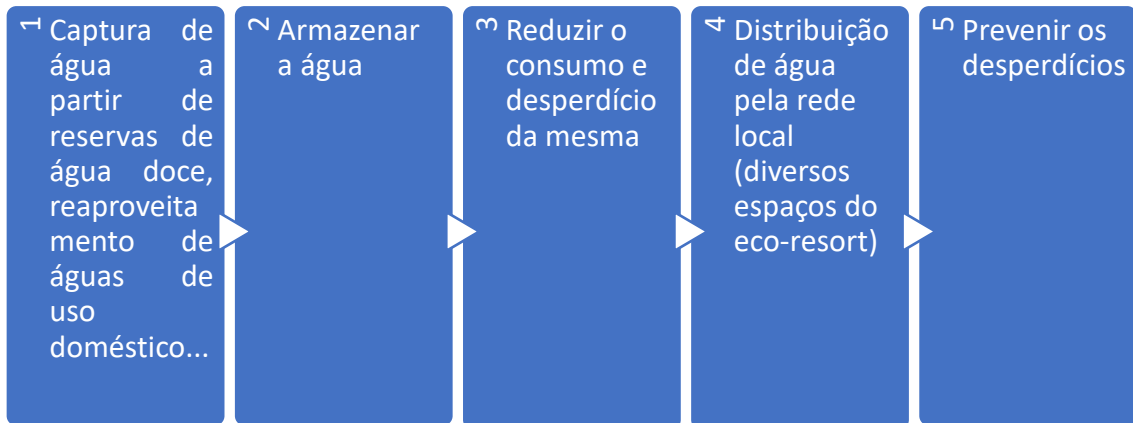 1
Captura de
água a
partir de
reservas de
água doce,
reaproveita
mento de
águas de
uso
doméstico...
2
Armazenar
a água
3
Reduzir o
consumo e
desperdício
da mesma
4
Distribuição
de água
pela rede
local
(diversos
espaços do
eco-resort)
5
Prevenir os
desperdícios